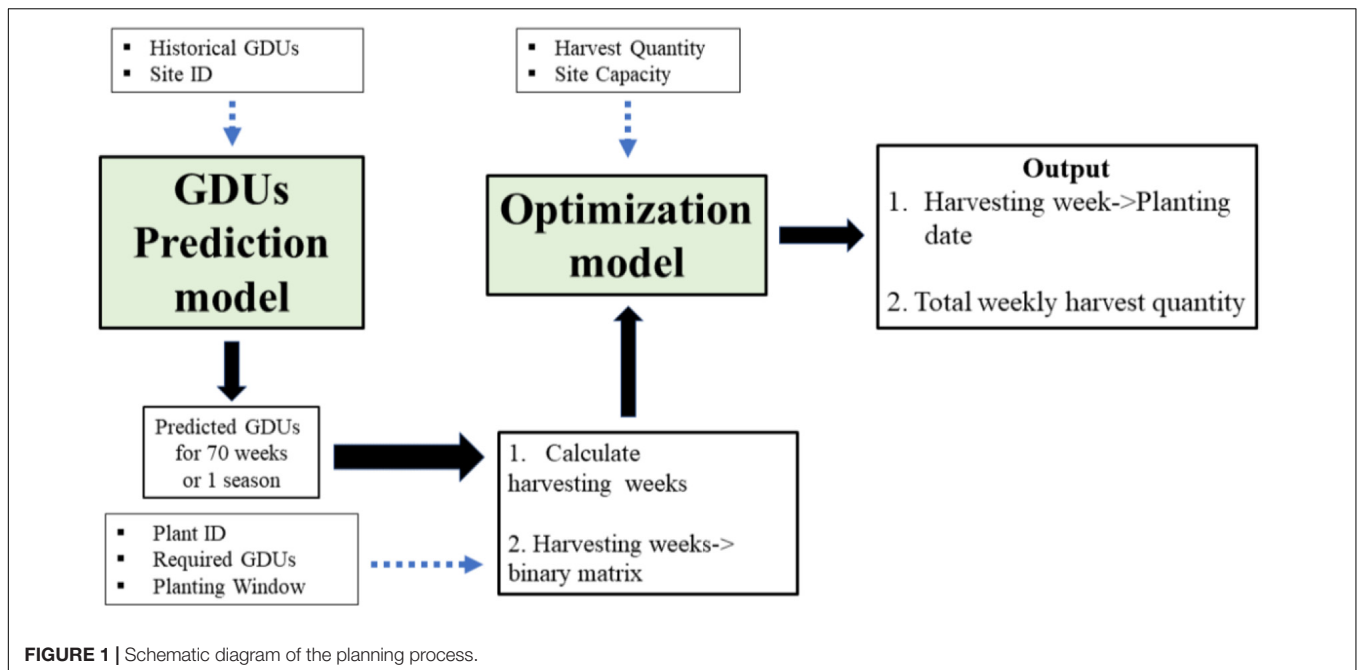 ▪ Historical GDUs
▪ Site ID
▪ Harvest Quantity
▪ Site Capacity
GDUs
Prediction
model
Optimization
model
Output
1. Harvesting week->Planting
date
2. Total weekly harvest quantity
Predicted GDUs
for 70 weeks
or 1 season
1. Calculate
harvesting weeks
2. Harvesting weeks->
binary matrix
▪ Plant ID
▪ Required GDUs
▪ Planting Window
FIGURE 1 | Schematic diagram of the planning process.